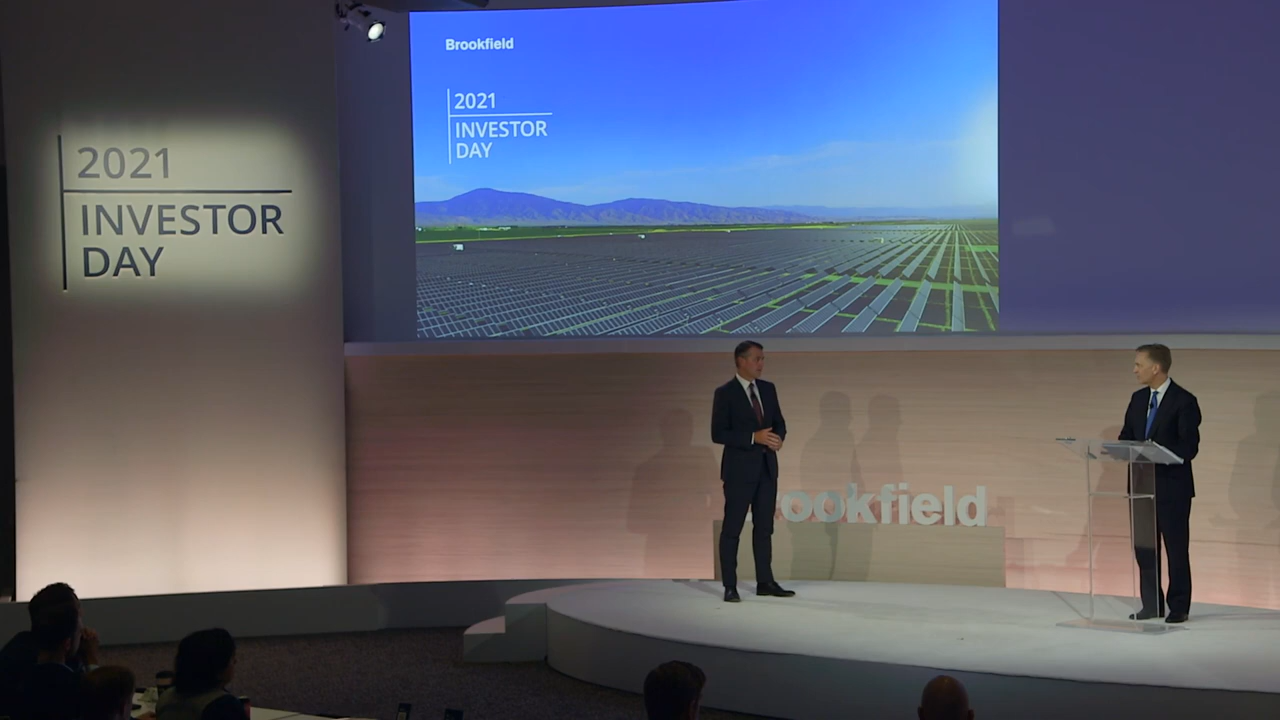 2021
INVESTOR
DAY
Brookfield
2021
INVESTOR
DAY
ookfield